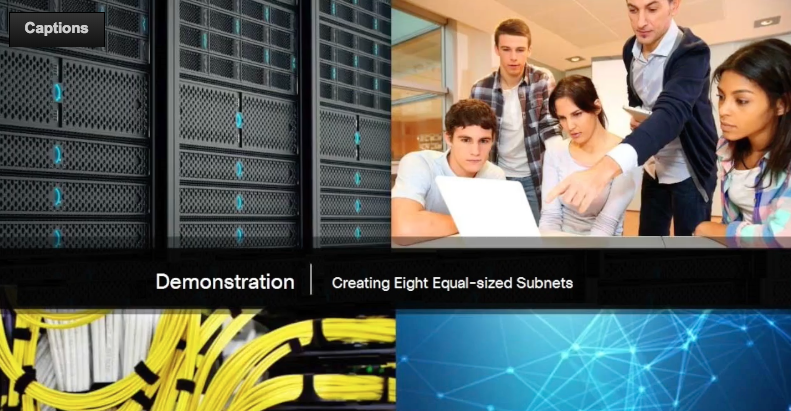 Captions
Demonstration
Creating Eight Equal-sized Subnets